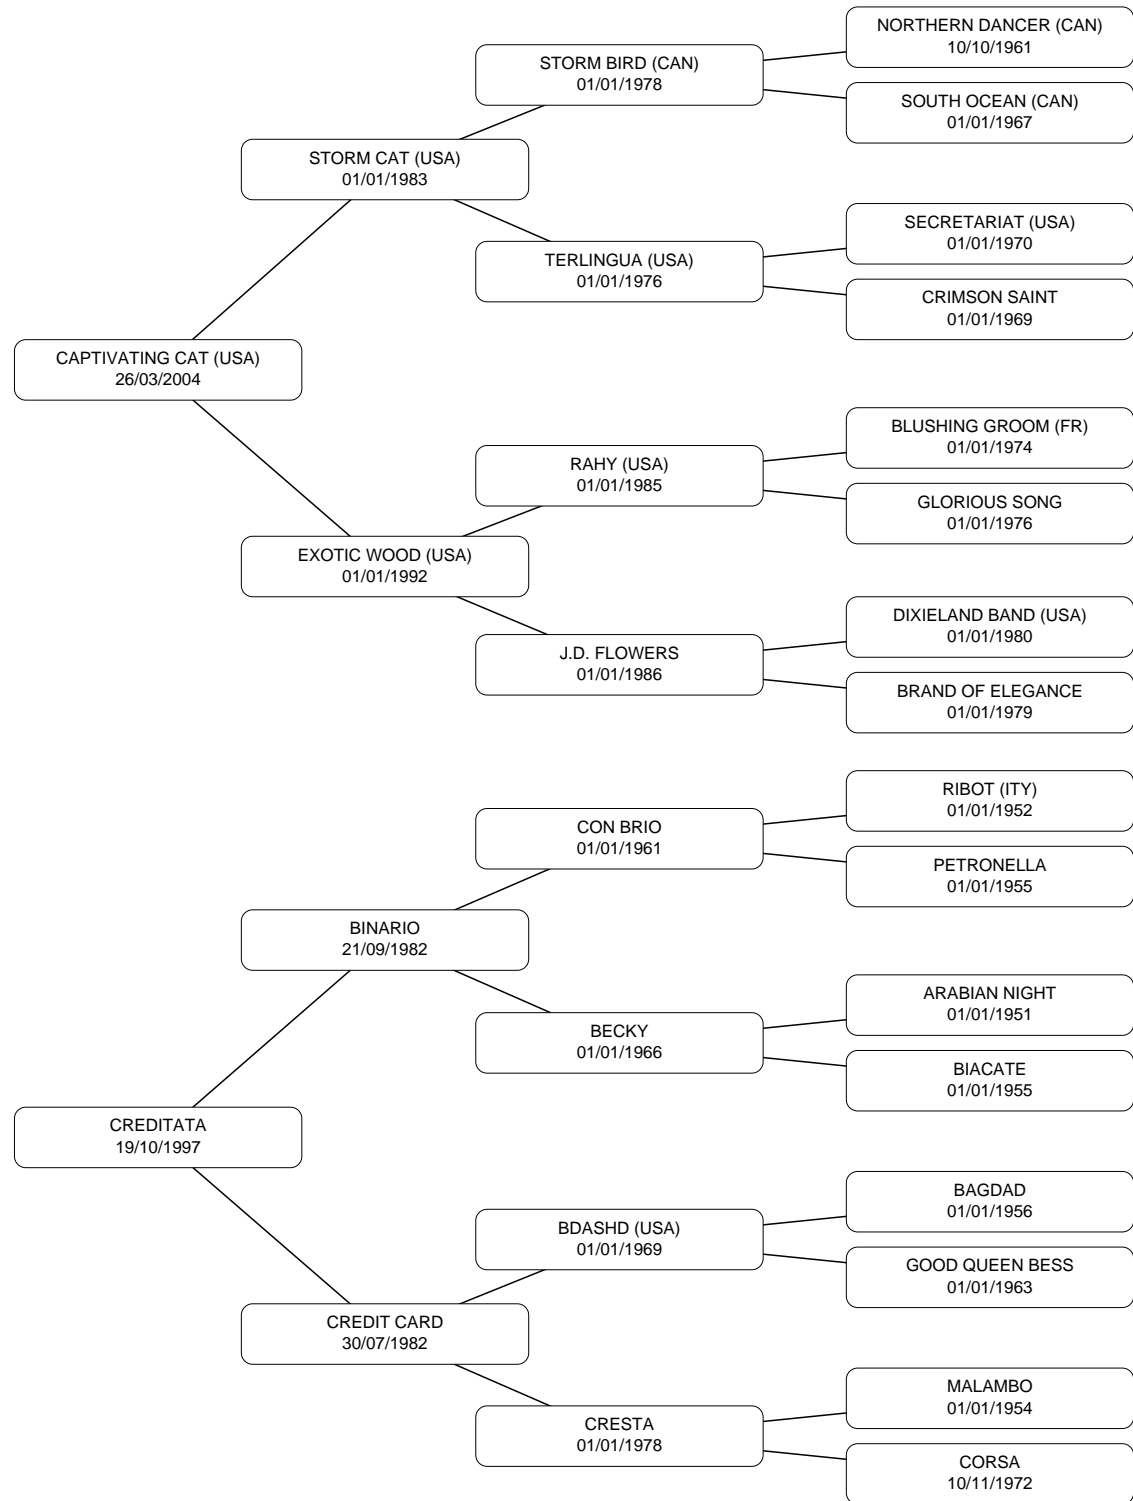 NORTHERN DANCER (CAN)
10/10/1961
STORM BIRD (CAN)
01/01/1978
SOUTH OCEAN (CAN)
01/01/1967
STORM CAT (USA)
01/01/1983
SECRETARIAT (USA)
01/01/1970
TERLINGUA (USA)
01/01/1976
CRIMSON SAINT
01/01/1969
CAPTIVATING CAT (USA)
26/03/2004
BLUSHING GROOM (FR)
01/01/1974
RAHY (USA)
01/01/1985
GLORIOUS SONG
01/01/1976
EXOTIC WOOD (USA)
01/01/1992
DIXIELAND BAND (USA)
01/01/1980
J.D. FLOWERS
01/01/1986
BRAND OF ELEGANCE
01/01/1979
RIBOT (ITY)
01/01/1952
CON BRIO
01/01/1961
PETRONELLA
01/01/1955
BINARIO
21/09/1982
ARABIAN NIGHT
01/01/1951
BECKY
01/01/1966
BIACATE
01/01/1955
CREDITATA
19/10/1997
BAGDAD
01/01/1956
BDASHD (USA)
01/01/1969
GOOD QUEEN BESS
01/01/1963
CREDIT CARD
30/07/1982
MALAMBO
01/01/1954
CRESTA
01/01/1978
CORSA
10/11/1972